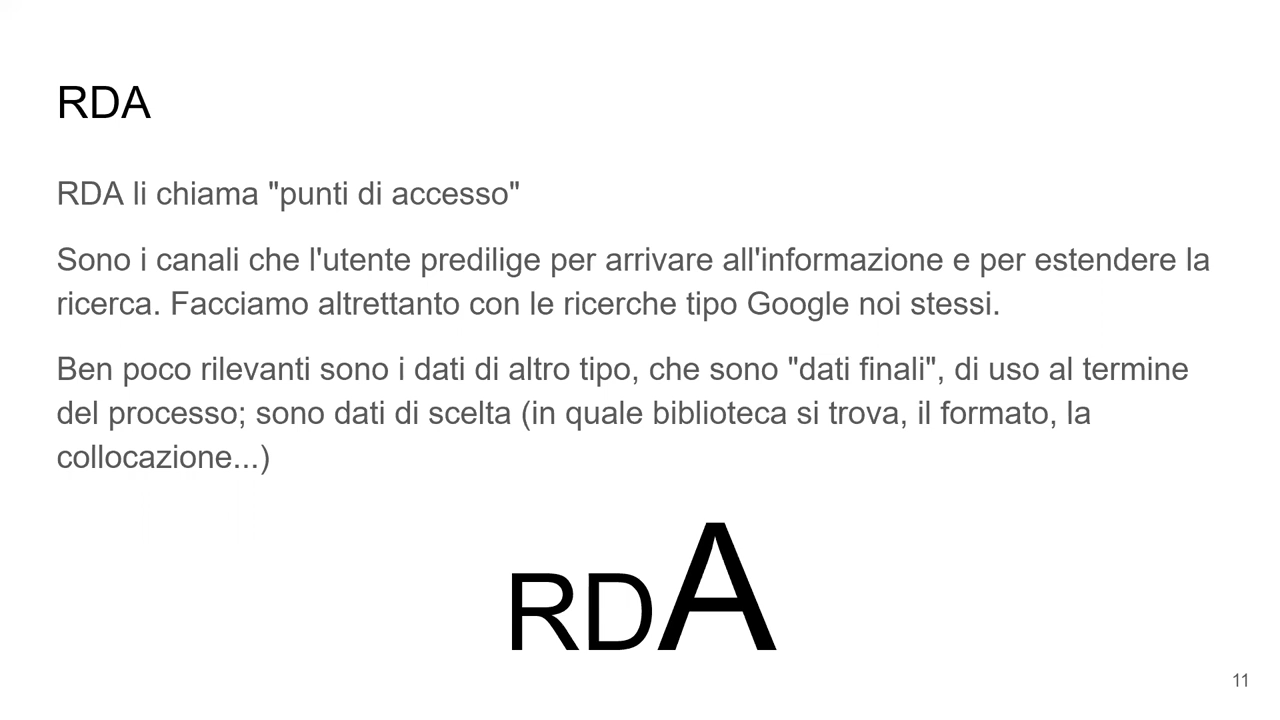 RDA
RDA li chiama "punti di accesso"
Sono i canali che l'utente predilige per arrivare all'informazione e per estendere la
ricerca. Facciamo altrettanto con le ricerche tipo Google noi stessi.
Ben poco rilevanti sono i dati di altro tipo, che sono "dati finali", di uso al termine
del processo; sono dati di scelta (in quale biblioteca si trova, il formato, la
collocazione...)
RDA
11